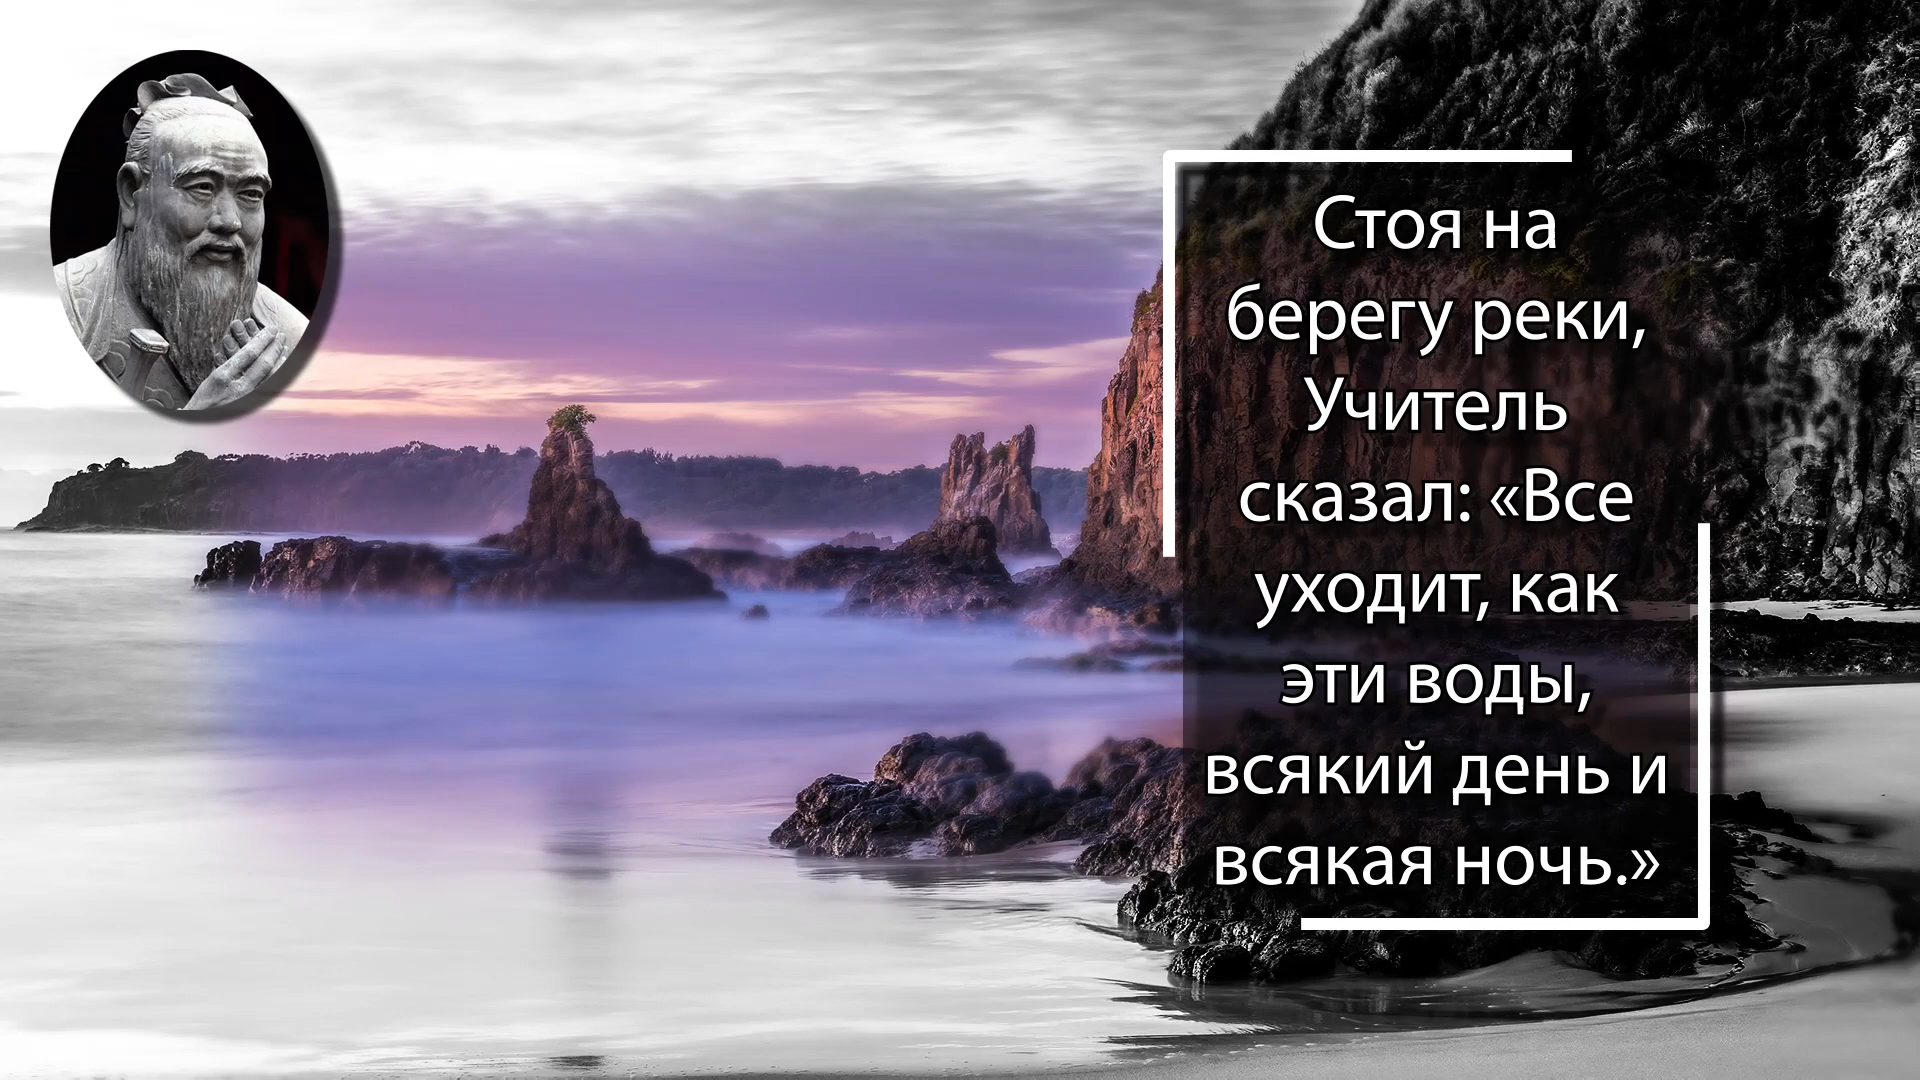 Стоя на
берегу реки,
Учитель
сказал: «Все
уходит, как
эти воды,
всякий день и
всякая ночь.»